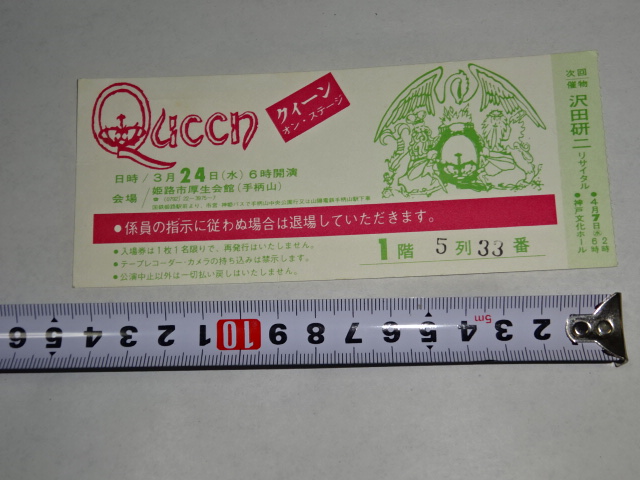 Queen
クィーン
オン・ステージ
日時/3月24日(水)6時開演
会場/姫路市厚生会館(手柄山)
●係員の指示に従わぬ場合は退場していただきます。
●入場券は1枚1名限りで、再発行はいたしません。
●テープレコーダー・カメラの持ち込みは禁示します。
●公演中止以外は一切払い戻しはいたしません。
1階 5列 33番
次回
催物
沢田研二
リサイタル
●4月7日(水)
2時
6時
●神戸文化ホール
6 5 4 3 2 1 11 10 9 8 7 6 5 4 3 2
5m